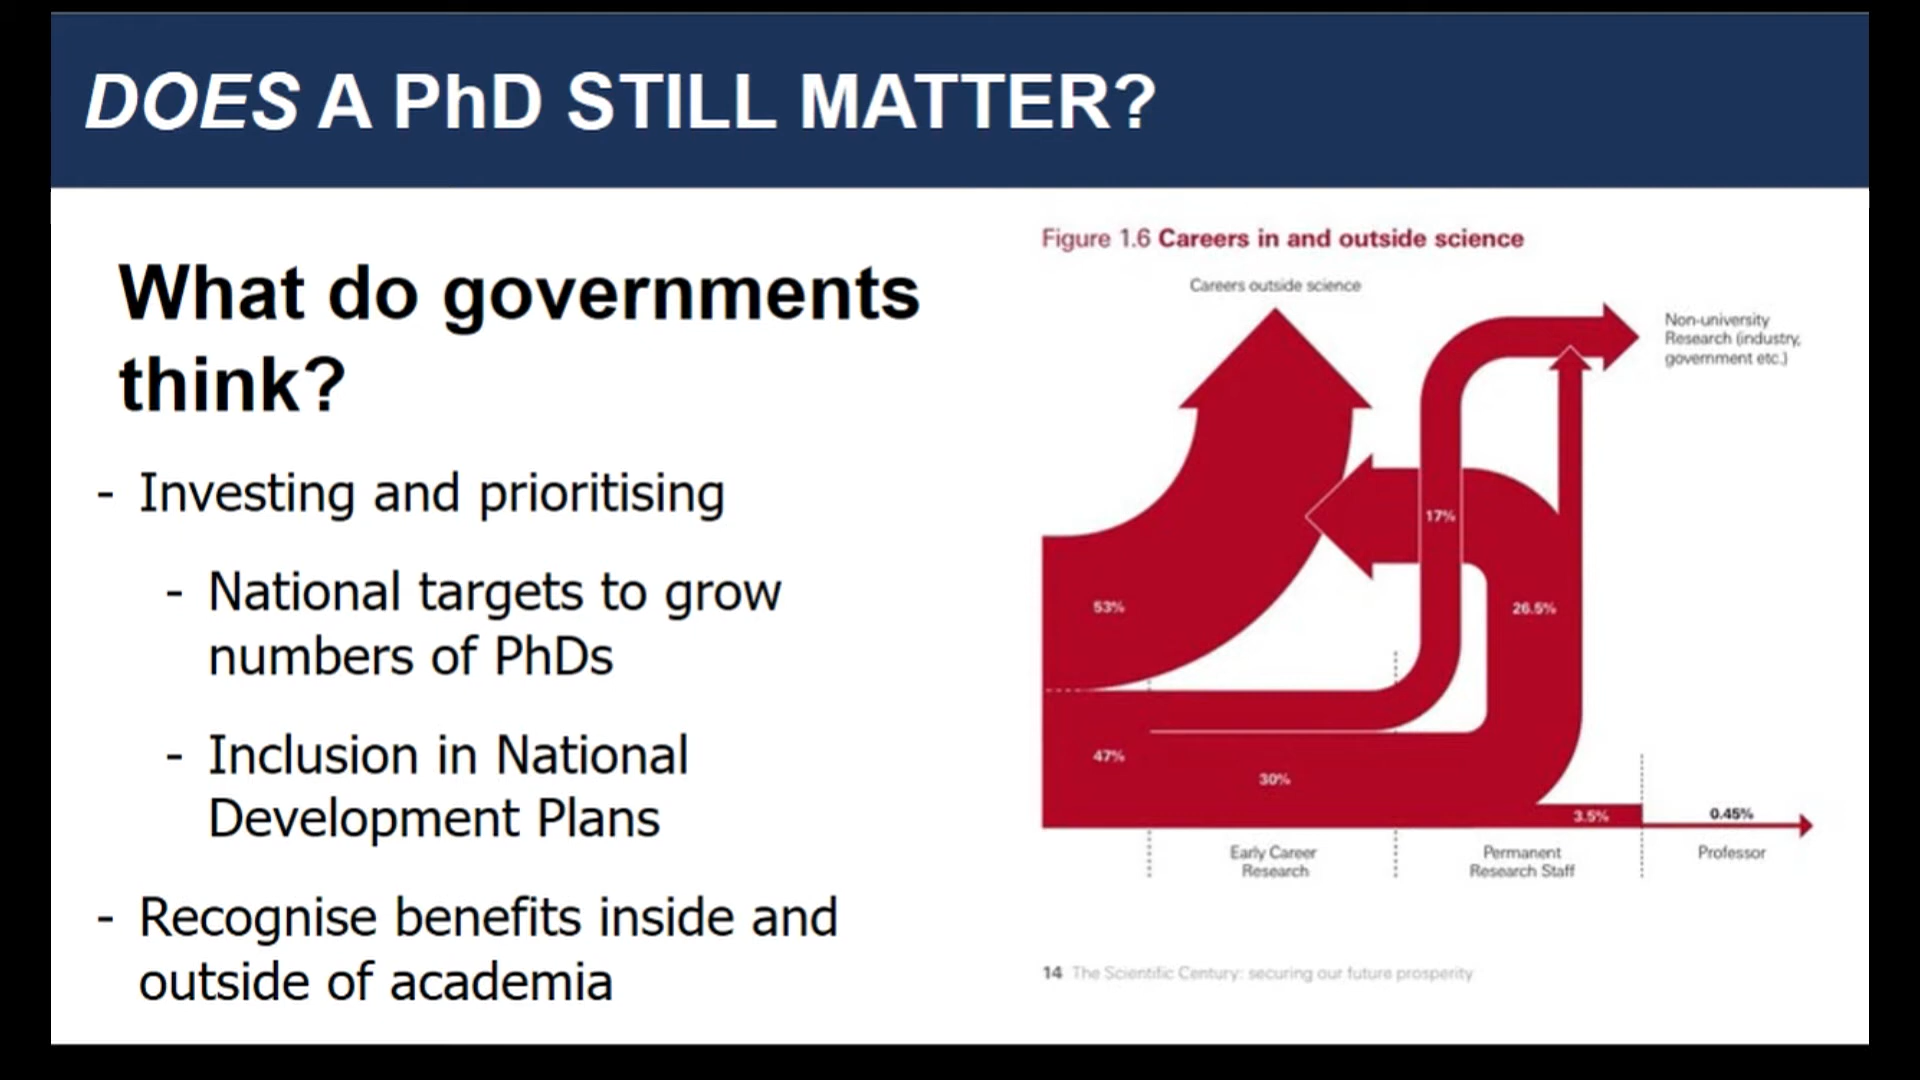 DOES A PhD STILL MATTER?
What do governments
think?
- Investing and prioritising
- National targets to grow
numbers of PhDs
- Inclusion in National
Development Plans
- Recognise benefits inside and
outside of academia
Figure 1.6 Careers in and outside science
Careers outside science
Non-university
Research (industry,
government etc.)
17%
53%
26.5%
47%
30%
3.5%
0.45%
Early Career
Research
Permanent
Research Staff
Professor
14 The Scientific Century: securing our future prosperity